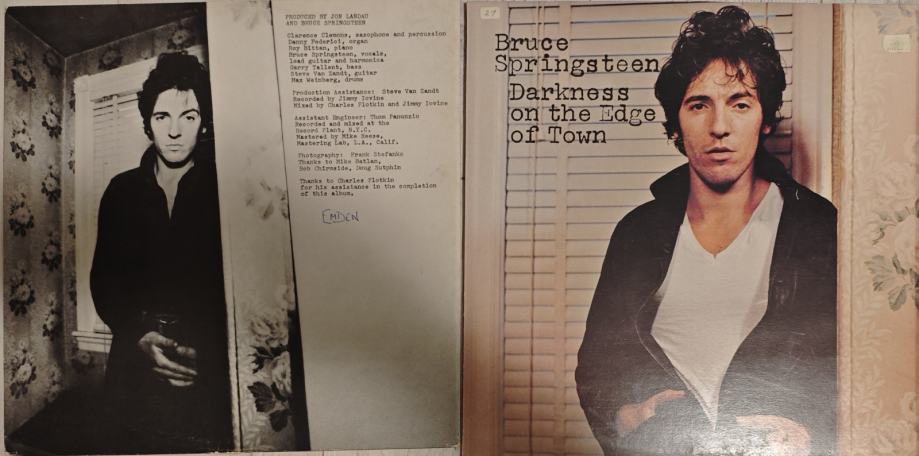 PRODUCED BY JON LANDAU
AND BRUCE SPRINGSTEEN
Clarence Clemons, saxophone and percussion
Danny Federici, organ
Roy Bittan, piano
Bruce Springsteen, vocals,
lead guitar and harmonica
Garry Tallent, bass
Steve Van Zandt, guitar
Max Weinberg, drums
Production Assistance: Steve Van Zandt
Recorded by Jimmy Iovine
Mixed by Charles Plotkin and Jimmy Iovine
Assistant Engineer: Thom Panunzio
Recorded and mixed at the
Record Plant, N.Y.C.
Mastered by Mike Reese,
Mastering Lab, L.A., Calif.
Photography: Frank Stefanko
Thanks to Mike Batlan,
Bob Chirmside, Doug Sutphin
Thanks to Charles Plotkin
for his assistance in the completion
of this album.
EMDEN
27
Bruce
Springsteen
Darkness
on the Edge
of Town